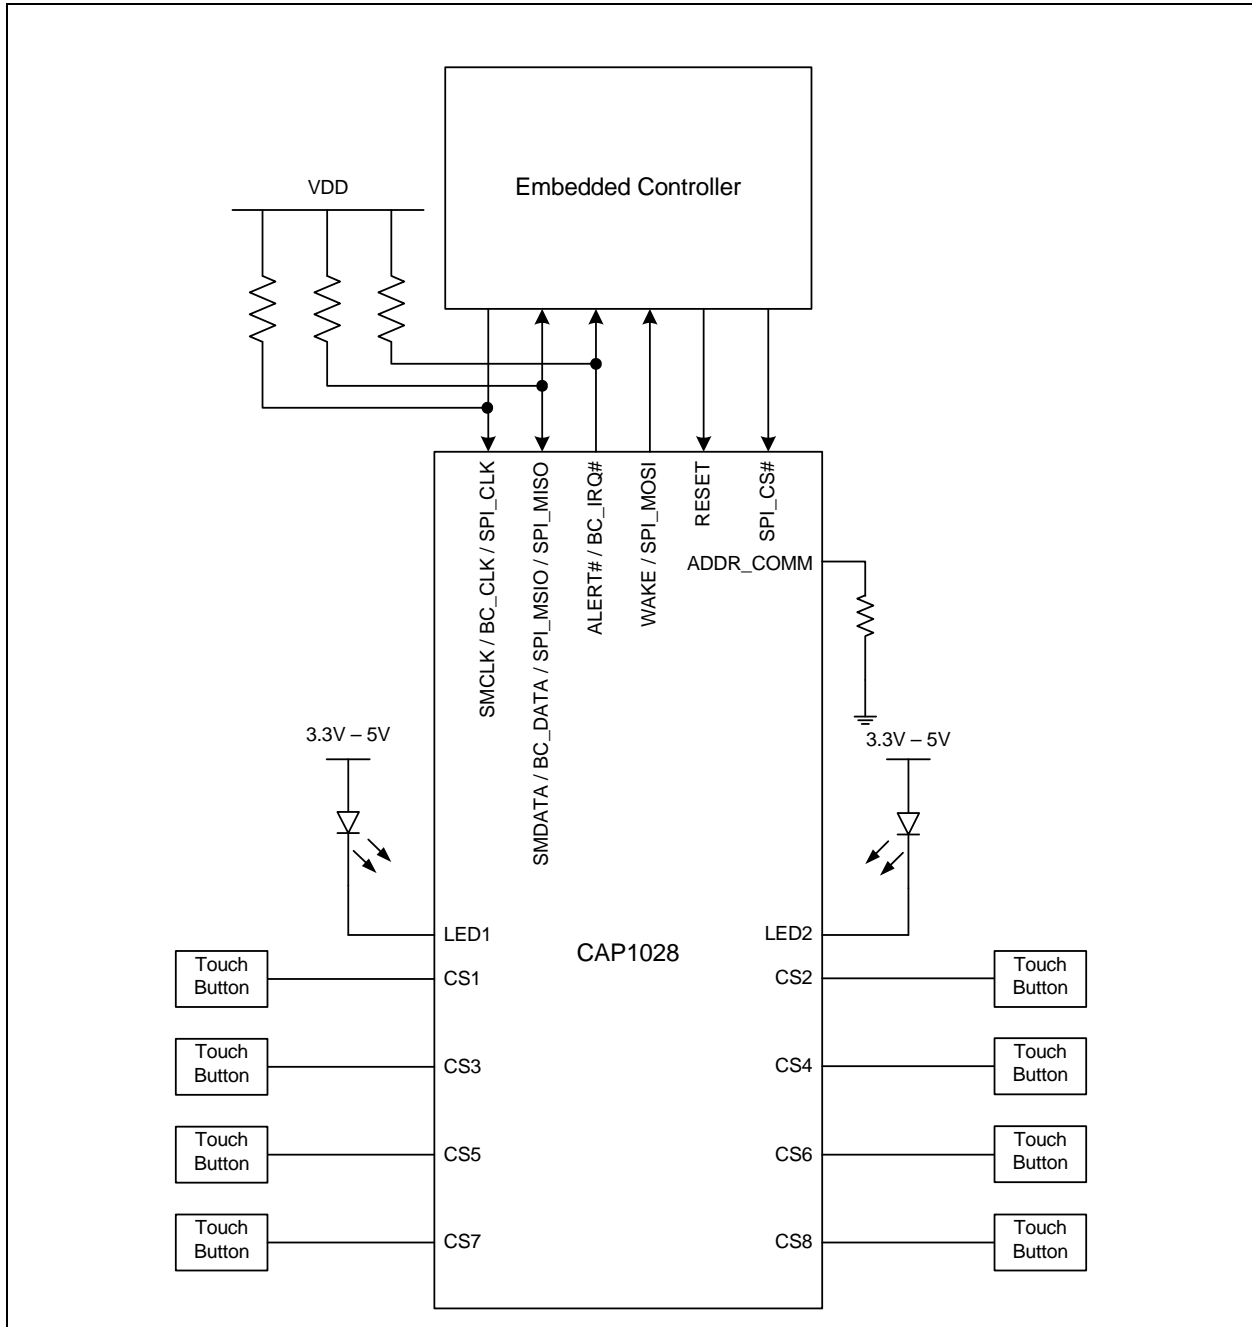 Embedded Controller
VDD
SMCLK / BC_CLK / SPI_CLK
SMDATA / BC_DATA / SPI_MSIO / SPI_MISO
ALERT# / BC_IRQ#
WAKE / SPI_MOSI
RESET
SPI_CS#
ADDR_COMM
3.3V – 5V
3.3V – 5V
LED1
CAP1028
LED2
Touch
Button
CS1
CS2
Touch
Button
Touch
Button
CS3
CS4
Touch
Button
Touch
Button
CS5
CS6
Touch
Button
Touch
Button
CS7
CS8
Touch
Button